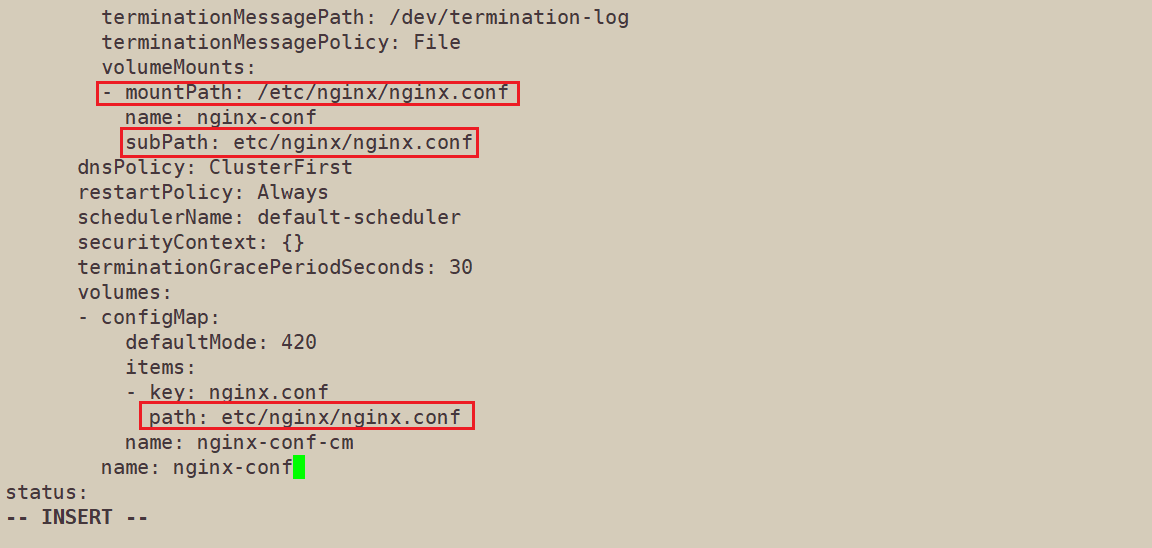 terminationMessagePath: /dev/termination-log
terminationMessagePolicy: File
volumeMounts:
- mountPath: /etc/nginx/nginx.conf
name: nginx-conf
subPath: etc/nginx/nginx.conf
dnsPolicy: ClusterFirst
restartPolicy: Always
schedulerName: default-scheduler
securityContext: {}
terminationGracePeriodSeconds: 30
volumes:
- configMap:
defaultMode: 420
items:
- key: nginx.conf
path: etc/nginx/nginx.conf
name: nginx-conf-cm
name: nginx-conf
status:
-- INSERT --